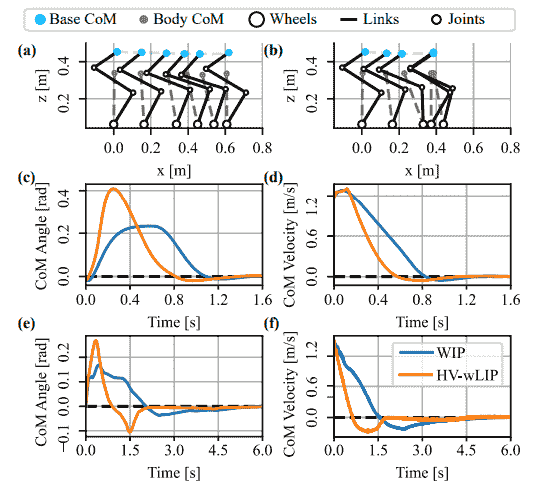 Base CoM Body CoM Wheels Links Joints
(a) (b)
z [m] 0.4 0.2 z [m] 0.4 0.2
0.0 0.2 0.4 0.6 0.8 0.0 0.2 0.4 0.6 0.8
x [m] x [m]
(c) (d)
CoM Angle [rad] 0.4 0.2 0.0 CoM Velocity [m/s] 1.2 0.6 0.0
0.0 0.4 0.8 1.2 1.6 0.0 0.4 0.8 1.2 1.6
Time [s] Time [s]
(e) (f)
CoM Angle [rad] 0.2 0.1 0.0 −0.1 CoM Velocity [m/s] 1.2 0.6 0.0
WIP
HV-wLIP
0.0 1.5 3.0 4.5 6.0 0.0 1.5 3.0 4.5 6.0
Time [s] Time [s]